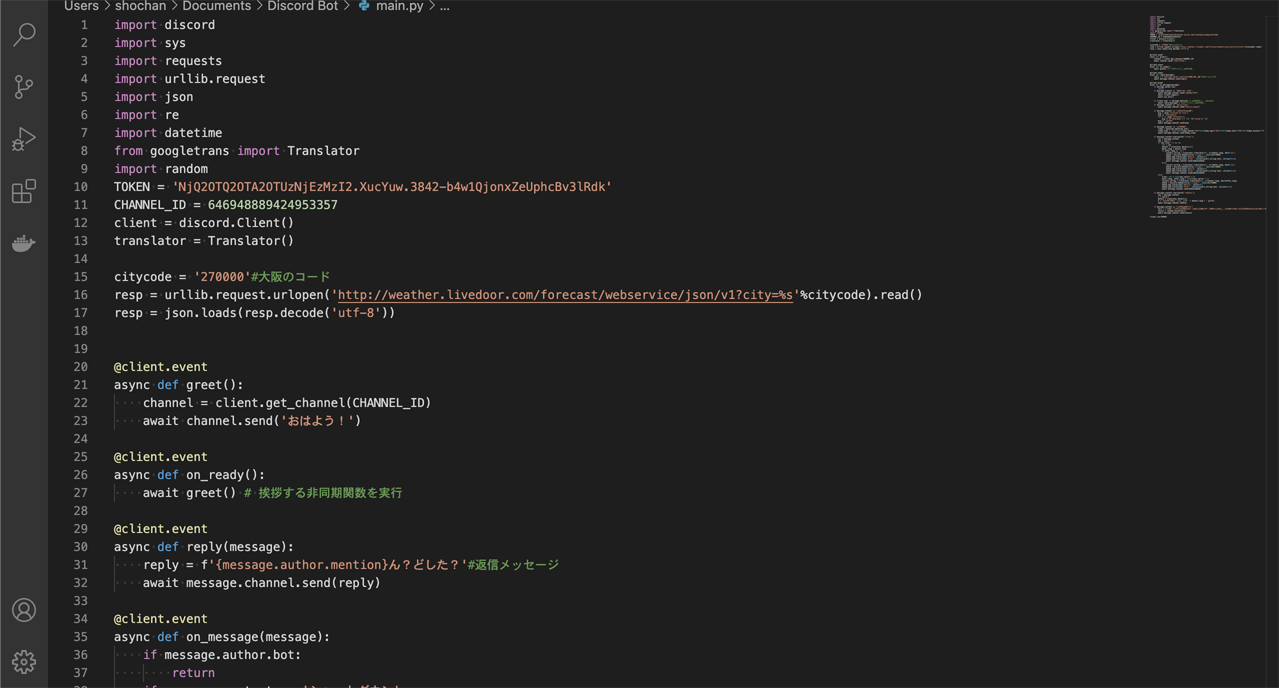 Users > shochan > Documents > Discord Bot > main.py > ...
1 import discord
2 import sys
3 import requests
4 import urllib.request
5 import json
6 import re
7 import datetime
8 from googletrans import Translator
9 import random
10 TOKEN = 'NjQ2OTQ2OTA2OTUzNjEzMzI2.XucYuw.3842-b4w1QjonxZeUphcBv3lRdk'
11 CHANNEL_ID = 646948889424953357
12 client = discord.Client()
13 translator = Translator()
14
15 citycode = '270000'#大阪のコード
16 resp = urllib.request.urlopen('http://weather.livedoor.com/forecast/webservice/json/v1?city=%s'%citycode).read()
17 resp = json.loads(resp.decode('utf-8'))
18
19
20 @client.event
21 async def greet():
22 channel = client.get_channel(CHANNEL_ID)
23 await channel.send('おはよう！')
24
25 @client.event
26 async def on_ready():
27 await greet() # 挨拶する非同期関数を実行
28
29 @client.event
30 async def reply(message):
31 reply = f'{message.author.mention}ん？どした？'#返信メッセージ
32 await message.channel.send(reply)
33
34 @client.event
35 async def on_message(message):
36 if message.author.bot:
37 return